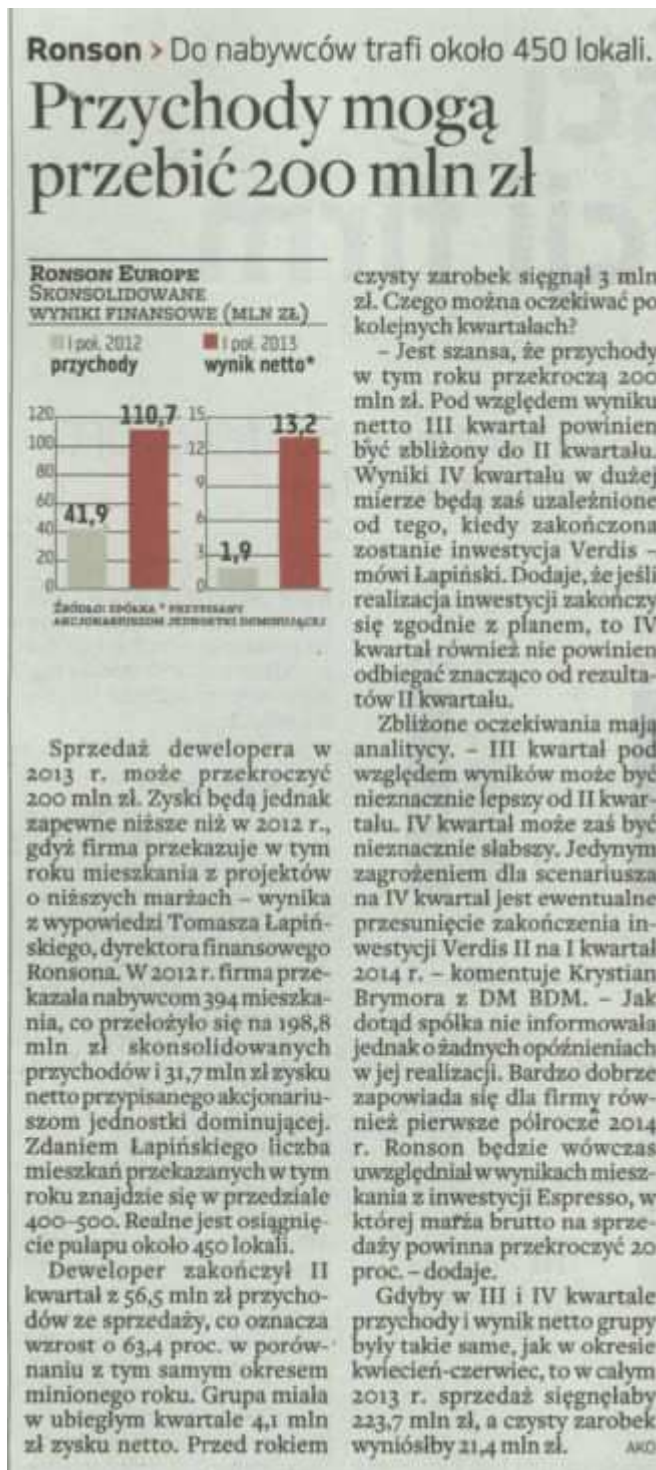 Ronson > Do nabywców trafi około 450 lokali.
Przychody mogą
przebić 200 mln zł
RONSON EUROPE
SKONSOLIDOWANE
WYNIKI FINANSOWE (MLN ZŁ)
I poł. 2012 I poł. 2013
przychody wynik netto*
120 110,7 15 13,2
100 12
80 9
60 41,9
40 6
20 3 1,9
0 0
ŹRÓDŁO: SPÓŁKA * PRZYPISANY
AKCJONARIUSZOM JEDNOSTKI DOMINUJĄCEJ
Sprzedaż dewelopera w
2013 r. może przekroczyć
200 mln zł. Zyski będą jednak
zapewne niższe niż w 2012 r.,
gdyż firma przekazuje w tym
roku mieszkania z projektów
o niższych marżach – wynika
z wypowiedzi Tomasza Łapiń-
skiego, dyrektora finansowego
Ronsona. W 2012 r. firma prze-
kazała nabywcom 394 mieszka-
nia, co przełożyło się na 198,8
mln zł skonsolidowanych
przychodów i 31,7 mln zł zysku
netto przypisanego akcjonariu-
szom jednostki dominującej.
Zdaniem Łapińskiego liczba
mieszkań przekazanych w tym
roku znajdzie się w przedziale
400–500. Realne jest osiągnię-
cie pułapu około 450 lokali.
Deweloper zakończył II
kwartał z 56,5 mln zł przycho-
dów ze sprzedaży, co oznacza
wzrost o 63,4 proc. w porów-
naniu z tym samym okresem
minionego roku. Grupa miała
w ubiegłym kwartale 4,1 mln
zł zysku netto. Przed rokiem
czysty zarobek sięgnął 3 mln
zł. Czego można oczekiwać po
kolejnych kwartałach?
– Jest szansa, że przychody
w tym roku przekroczą 200
mln zł. Pod względem wyniku
netto III kwartał powinien
być zbliżony do II kwartału.
Wyniki IV kwartału w dużej
mierze będą zaś uzależnione
od tego, kiedy zakończona
zostanie inwestycja Verdis –
mówi Łapiński. Dodaje, że jeśli
realizacja inwestycji zakończy
się zgodnie z planem, to IV
kwartał również nie powinien
odbiegać znacząco od rezulta-
tów II kwartału.
Zbliżone oczekiwania mają
analitycy. – III kwartał pod
względem wyników może być
nieznacznie lepszy od II kwar-
tału. IV kwartał może zaś być
nieznacznie słabszy. Jedynym
zagrożeniem dla scenariusza
na IV kwartał jest ewentualne
przesunięcie zakończenia in-
westycji Verdis II na I kwartał
2014 r. – komentuje Krystian
Brymora z DM BDM. – Jak
dotąd spółka nie informowała
jednak o żadnych opóźnieniach
w jej realizacji. Bardzo dobrze
zapowiada się dla firmy rów-
nież pierwsze półrocze 2014
r. Ronson będzie wówczas
uwzględniał w wynikach miesz-
kania z inwestycji Espresso, w
której marża brutto na sprze-
daży powinna przekroczyć 20
proc. – dodaje.
Gdyby w III i IV kwartale
przychody i wynik netto grupy
były takie same, jak w okresie
kwiecień-czerwiec, to w całym
2013 r. sprzedaż sięgnęłaby
223,7 mln zł, a czysty zarobek
wyniósłby 21,4 mln zł. AKO